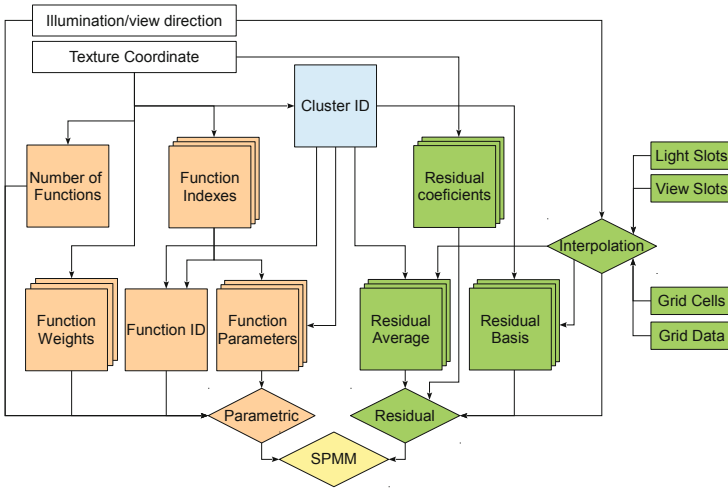 Illumination/view direction
Texture Coordinate
Cluster ID
Number of
Functions
Function
Indexes
Residual
coeficients
Light Slots
View Slots
Interpolation
Grid Cells
Grid Data
Function
Weights
Function ID
Function
Parameters
Residual
Average
Residual
Basis
Parametric
Residual
SPMM